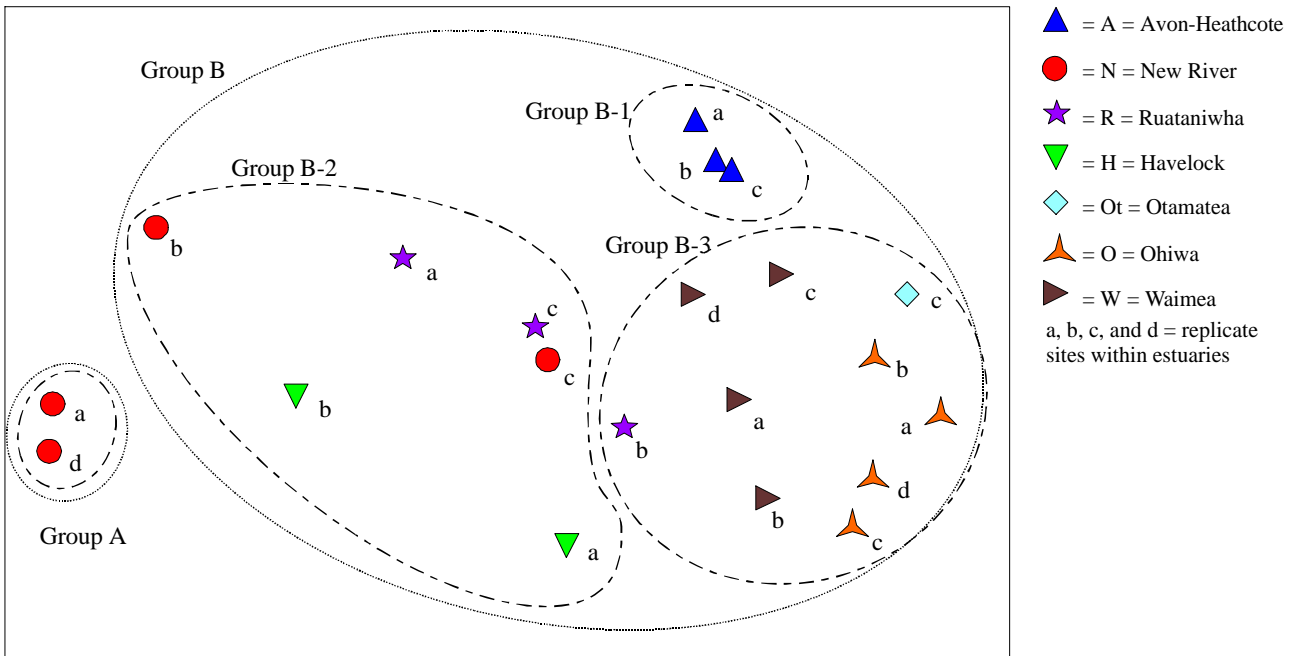 Group B
Group B-1
a
b
c
Group B-2
b
a
c
c
b
a
Group B-3
c
d
c
b
a
a
b
d
b
c
a
d
Group A
= A = Avon-Heathcote
= N = New River
= R = Ruataniwha
= H = Havelock
= Ot = Otamatea
= O = Ohiwa
= W = Waimea
a, b, c, and d = replicate
sites within estuaries